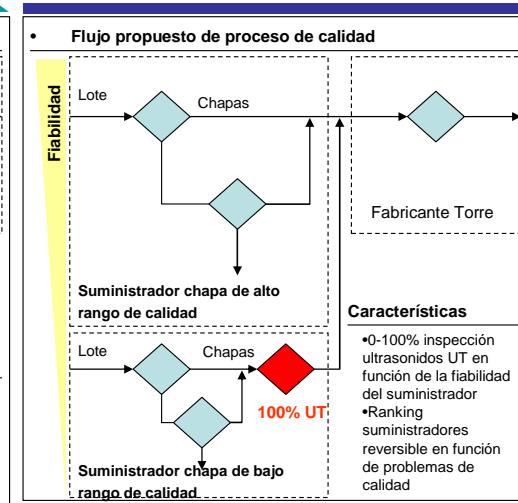 • Flujo propuesto de proceso de calidad
Fiabilidad
Lote
Chapas
Fabricante Torre
Suministrador chapa de alto
rango de calidad
Lote
Chapas
100% UT
Suministrador chapa de bajo
rango de calidad
Características
•0-100% inspección
ultrasonidos UT en
función de la fiabilidad
del suministrador
•Ranking
suministradores
reversible en función
de problemas de
calidad